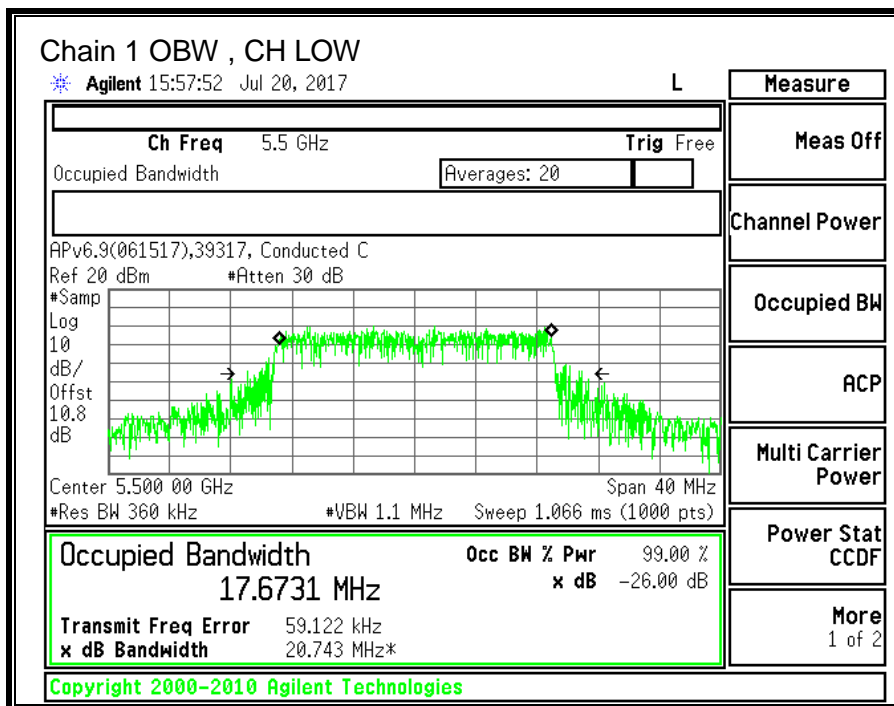 Chain 1 OBW , CH LOW
Agilent 15:57:52 Jul 20, 2017 L
Measure
Ch Freq 5.5 GHz Trig Free
Occupied Bandwidth Averages: 20
APv6.9(061517),39317, Conducted C
Ref 20 dBm #Atten 30 dB
#Samp
Log
10
dB/
Offst
10.8
dB
Center 5.500 00 GHz Span 40 MHz
#Res BW 360 kHz #VBW 1.1 MHz Sweep 1.066 ms (1000 pts)
Occupied Bandwidth Occ BW % Pwr 99.00 %
17.6731 MHz x dB -26.00 dB
Transmit Freq Error 59.122 kHz
x dB Bandwidth 20.743 MHz*
Meas Off
Channel Power
Occupied BW
ACP
Multi Carrier
Power
Power Stat
CCDF
More
1 of 2
Copyright 2000-2010 Agilent Technologies